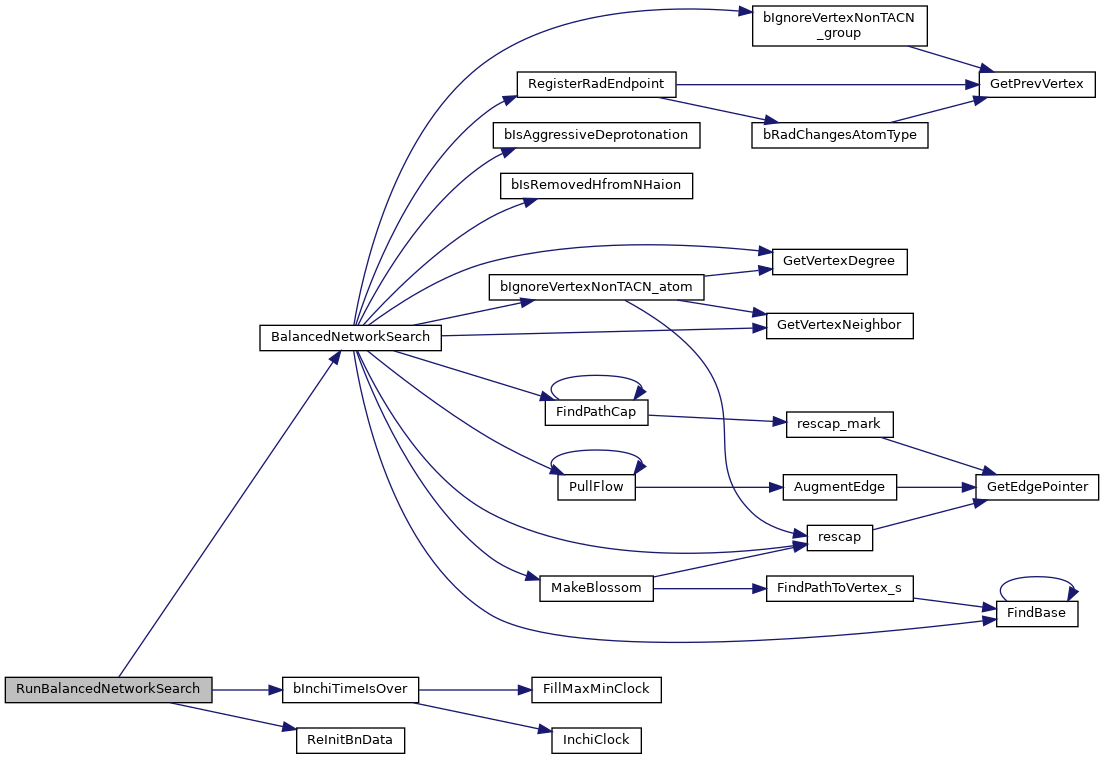 bIgnoreVertexNonTACN
_group
GetPrevVertex
RegisterRadEndpoint
bRadChangesAtomType
bIsAggressiveDeprotonation
bIsRemovedHfromNHaion
GetVertexDegree
bIgnoreVertexNonTACN_atom
GetVertexNeighbor
BalancedNetworkSearch
FindPathCap
rescap_mark
PullFlow
AugmentEdge
GetEdgePointer
rescap
MakeBlossom
FindPathToVertex_s
FindBase
RunBalancedNetworkSearch
bInchiTimeIsOver
FillMaxMinClock
ReInitBnData
InchiClock